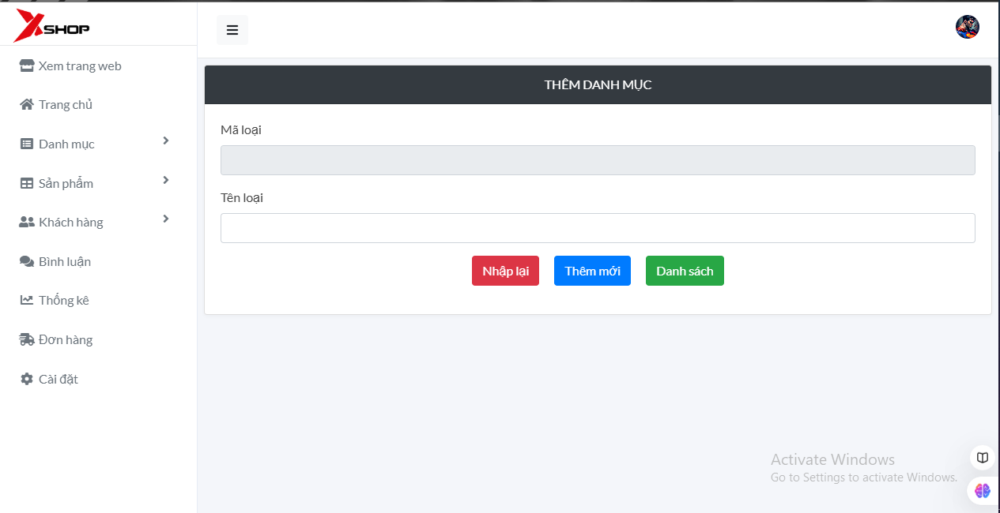 XSHOP
Xem trang web
Trang chủ
Danh mục
Sản phẩm
Khách hàng
Bình luận
Thống kê
Đơn hàng
Cài đặt
THÊM DANH MỤC
Mã loại
Tên loại
Nhập lại Thêm mới Danh sách
Activate Windows
Go to Settings to activate Windows.